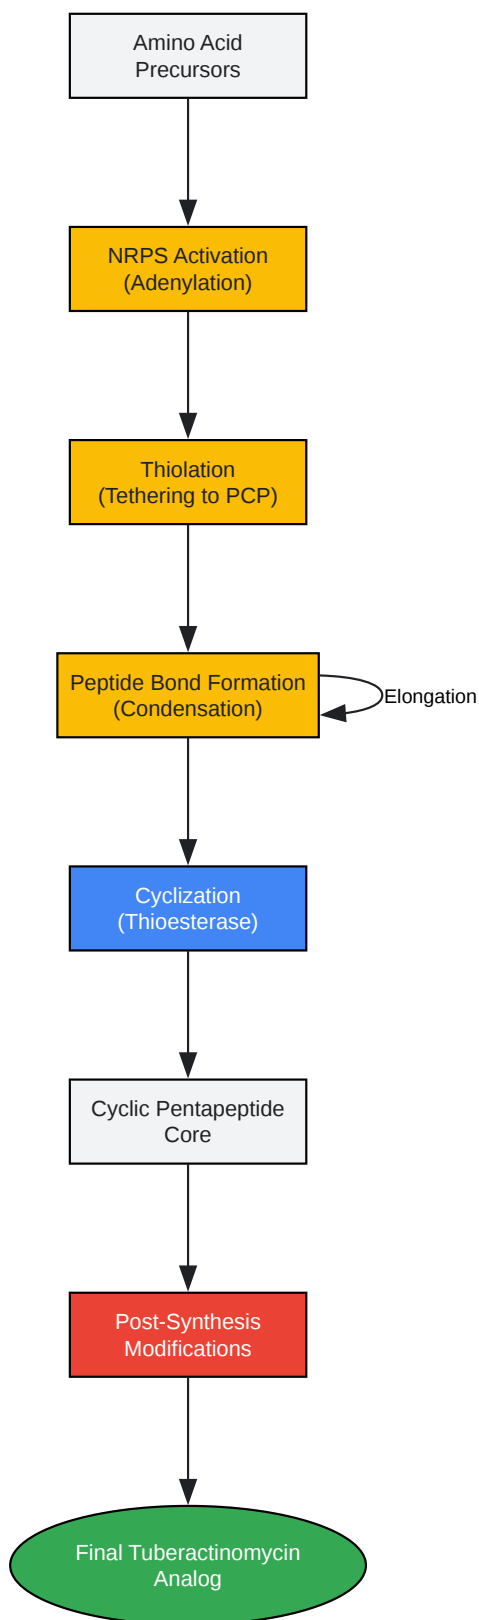 Amino Acid
Precursors
NRPS Activation
(Adenylation)
Thiolation
(Tethering to PCP)
Peptide Bond Formation
(Condensation)
Elongation
Cyclization
(Thioesterase)
Cyclic Pentapeptide
Core
Post-Synthesis
Modifications
Final Tuberactinomycin
Analog